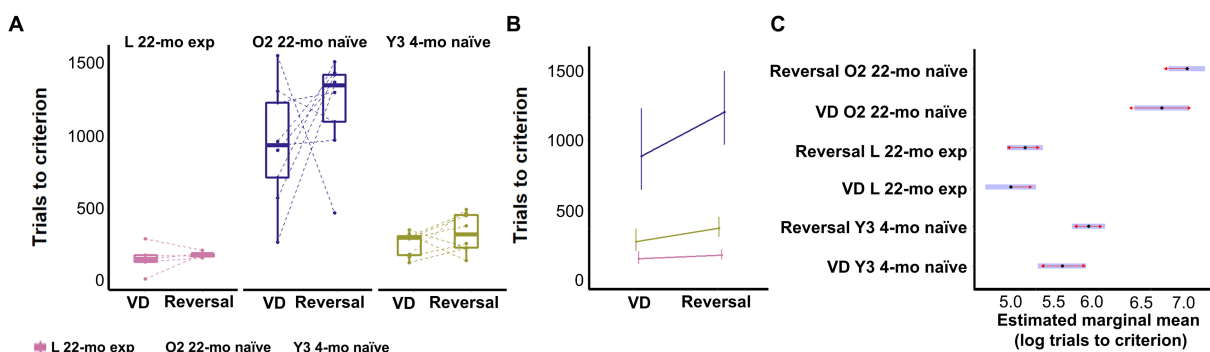 A
L 22-mo exp
O2 22-mo naïve
Y3 4-mo naïve
Trials to criterion
1500
1000
500
0
VD
Reversal
VD
Reversal
VD
Reversal
L 22-mo exp
O2 22-mo naïve
Y3 4-mo naïve
B
Trials to criterion
1500
1000
500
0
VD
Reversal
C
Reversal O2 22-mo naïve
VD O2 22-mo naïve
Reversal L 22-mo exp
VD L 22-mo exp
Reversal Y3 4-mo naïve
VD Y3 4-mo naïve
5.0 5.5 6.0 6.5 7.0
Estimated marginal mean
(log trials to criterion)